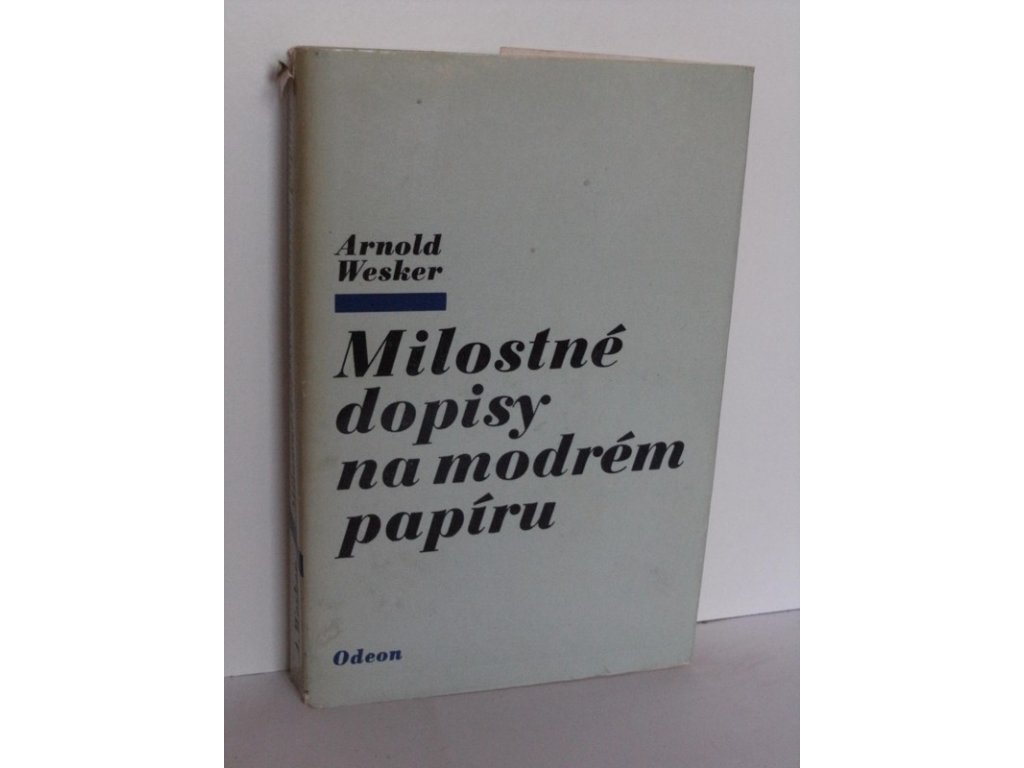 Arnold
Wesker
Milostné
dopisy
na modrém
papíru
Odeon